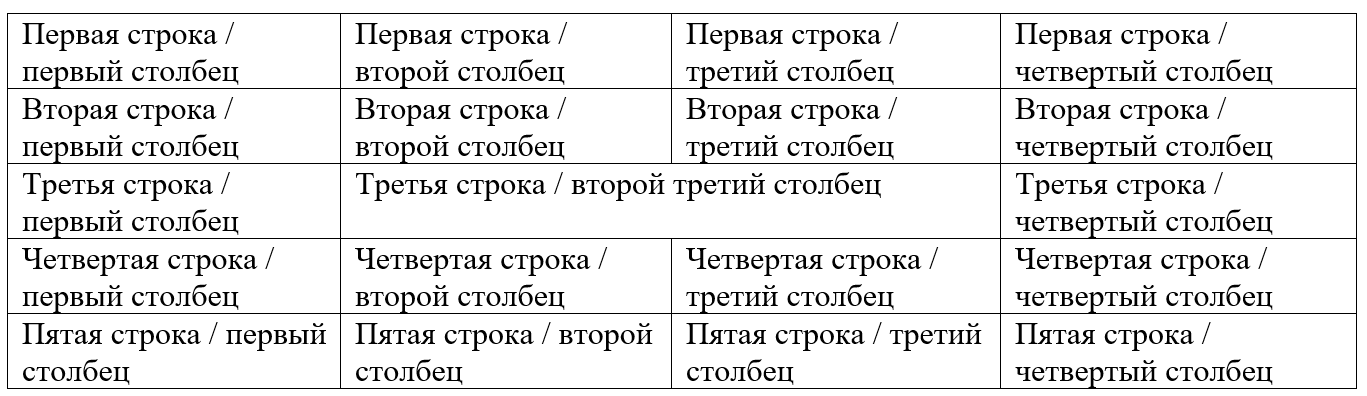 Первая строка /
первый столбец
Первая строка /
второй столбец
Первая строка /
третий столбец
Первая строка /
четвертый столбец
Вторая строка /
первый столбец
Вторая строка /
второй столбец
Вторая строка /
третий столбец
Вторая строка /
четвертый столбец
Третья строка /
первый столбец
Третья строка / второй третий столбец
Третья строка /
четвертый столбец
Четвертая строка /
первый столбец
Четвертая строка /
второй столбец
Четвертая строка /
третий столбец
Четвертая строка /
четвертый столбец
Пятая строка / первый
столбец
Пятая строка / второй
столбец
Пятая строка / третий
столбец
Пятая строка /
четвертый столбец